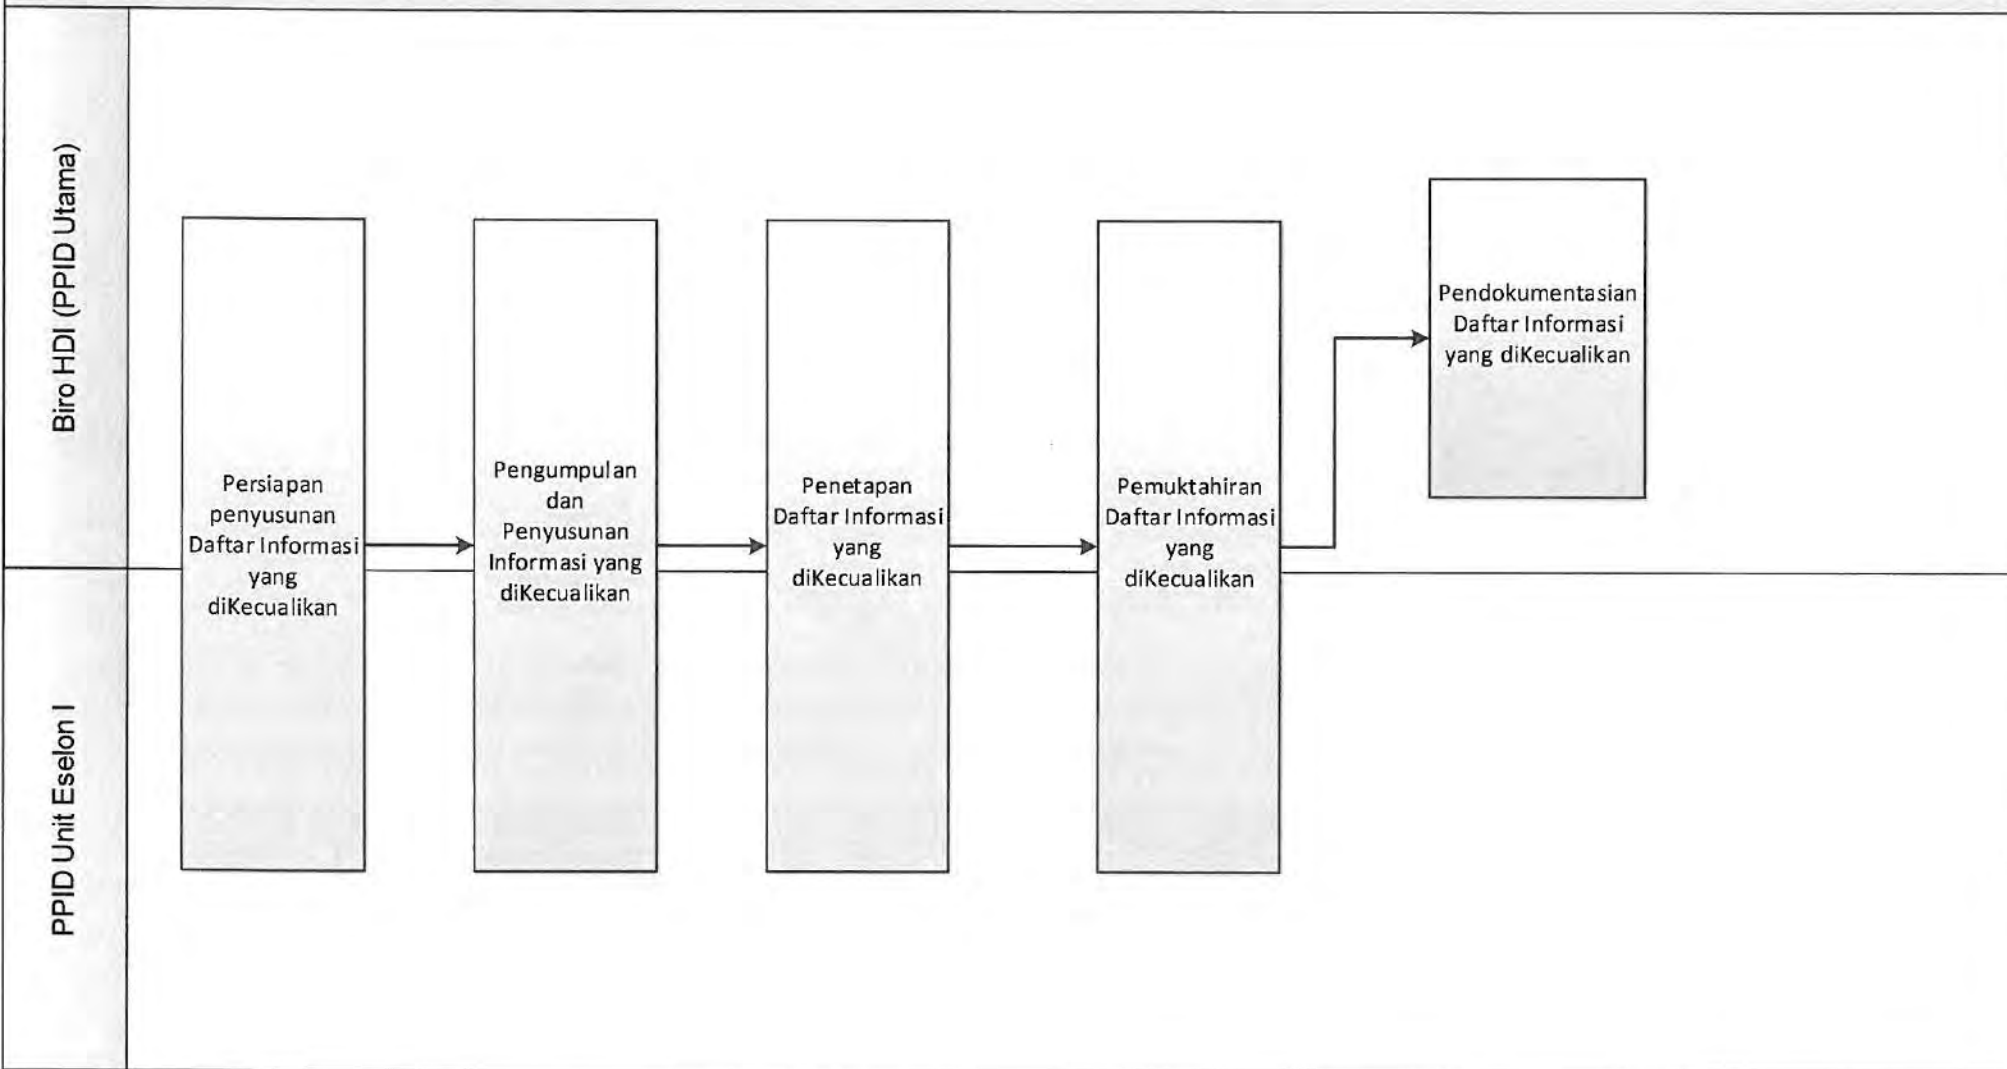 Biro HDI (PPID Utama)
PPID Unit Eselon I
Persiapan
penyusunan
Daftar Informasi
yang
diKecualikan
Pengumpulan
dan
Penyusunan
Informasi yang
diKecualikan
Penetapan
Daftar Informasi
yang
diKecualikan
Pemuktahiran
Daftar Informasi
yang
diKecualikan
Pendokumentasian
Daftar Informasi
yang diKecualikan